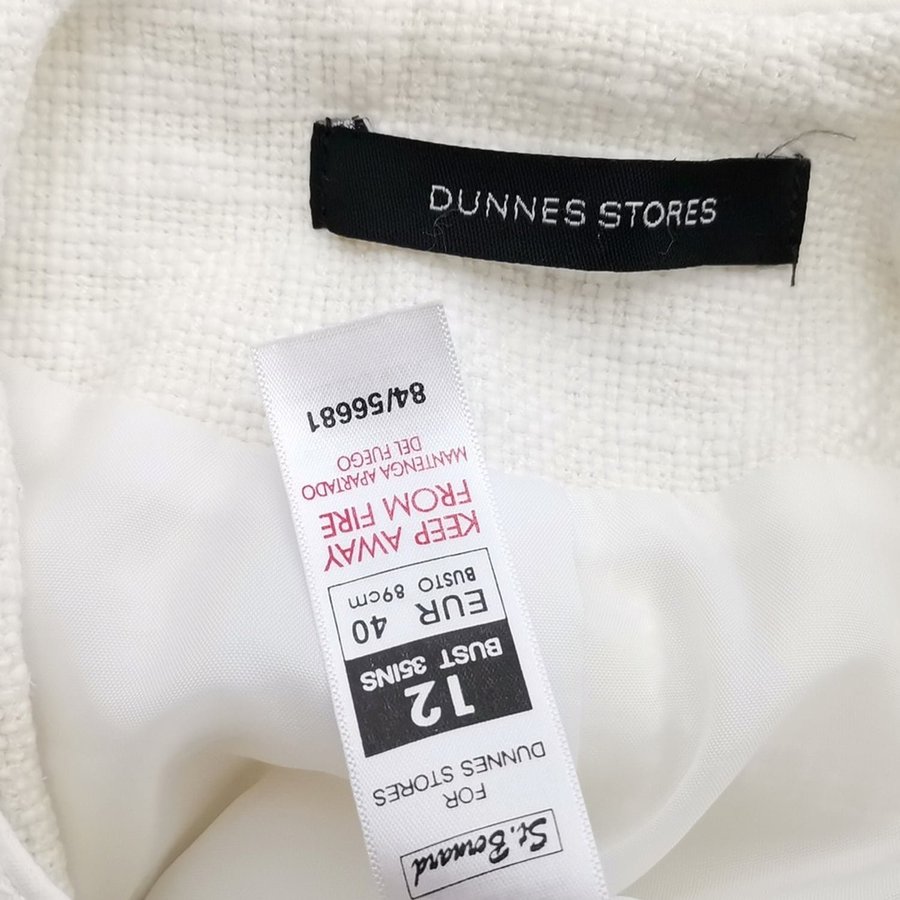 DUNNES STORES
St. Bernard
FOR
DUNNES STORES
12
BUST 35INS
EUR 40
BUSTO 89cm
KEEP AWAY
FROM FIRE
MANTENGA APARTADO
DEL FUEGO
84/56681